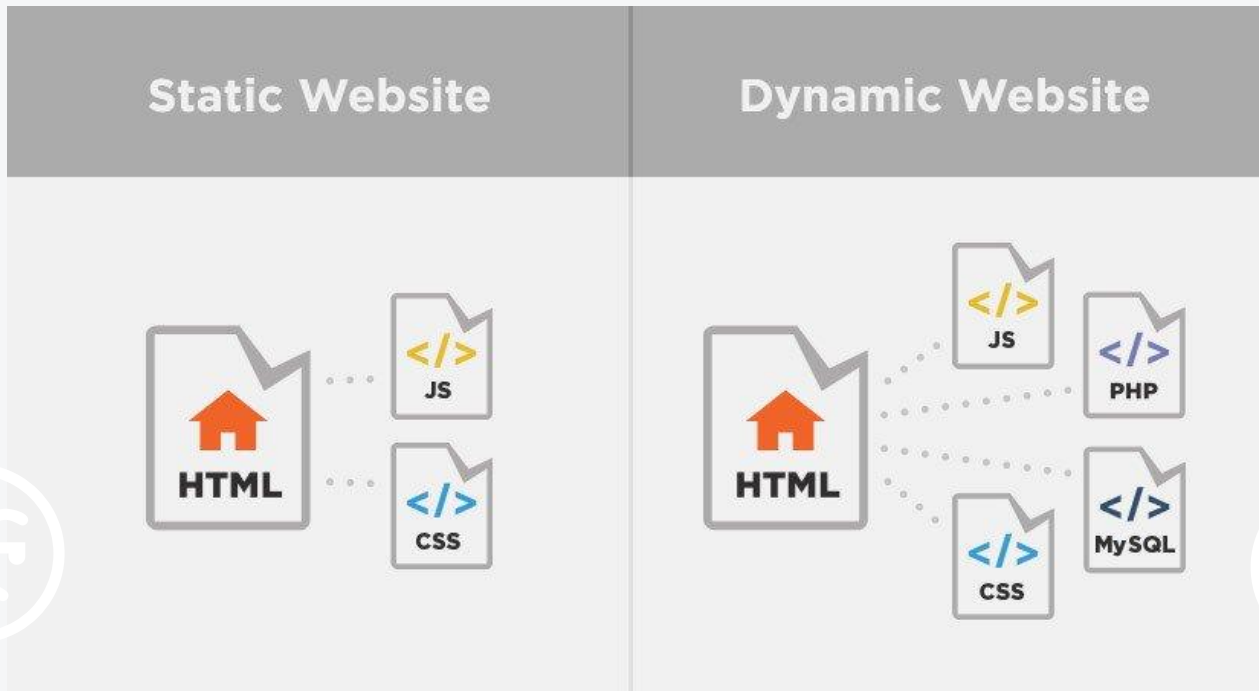 Static Website
Dynamic Website
</>
JS
HTML
</>
CSS
</>
JS
</>
PHP
HTML
</>
MySQL
</>
CSS